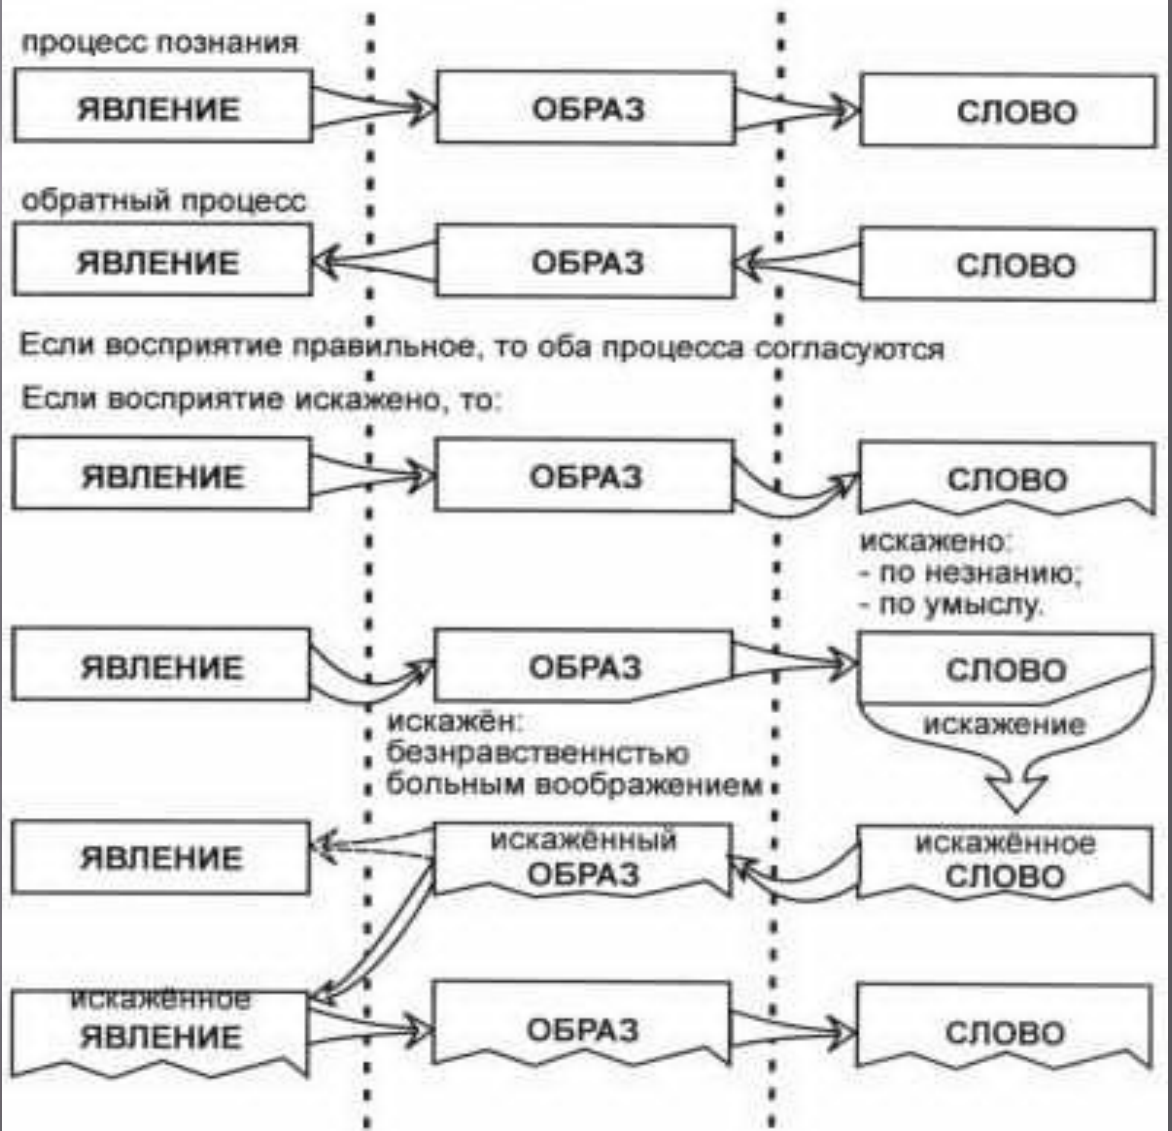 процесс познания
ЯВЛЕНИЕ ОБРАЗ СЛОВО
обратный процесс
ЯВЛЕНИЕ ОБРАЗ СЛОВО
Если восприятие правильное, то оба процесса согласуются
Если восприятие искажено, то:
ЯВЛЕНИЕ ОБРАЗ СЛОВО
искажено:
- по незнанию;
- по умыслу.
ЯВЛЕНИЕ ОБРАЗ СЛОВО
искажён:
безнравственнстью
больным воображением
искажение
ЯВЛЕНИЕ
искажённый
ОБРАЗ
искажённое
СЛОВО
искажённое
ЯВЛЕНИЕ ОБРАЗ СЛОВО